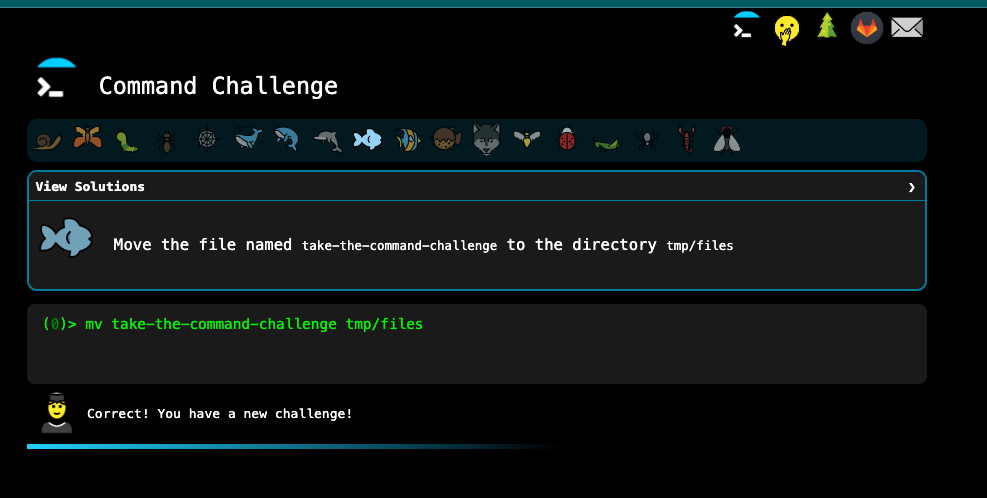 Command Challenge
View Solutions
Move the file named take-the-command-challenge to the directory tmp/files
(0)> mv take-the-command-challenge tmp/files
Correct! You have a new challenge!